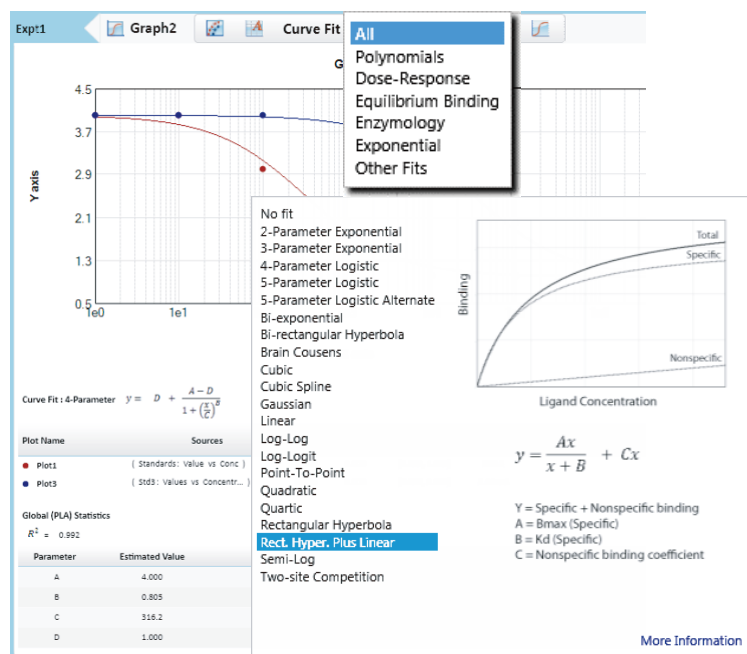 Expt1
Graph2
Curve Fit
All
Polynomials
Dose-Response
Equilibrium Binding
Enzymology
Exponential
Other Fits
G
4.5
3.7
2.9
2.1
1.3
0.5
Y axis
1e0
1e1
Curve Fit : 4-Parameter y = D + A − D / 1 + (x/C)^B
Plot Name Sources
Plot1 ( Standards: Value vs Conc )
Plot3 ( Std3: Values vs Concentr... )
Global (PLA) Statistics
R² = 0.992
Parameter Estimated Value
A 4.000
B 0.805
C 316.2
D 1.000
No fit
2-Parameter Exponential
3-Parameter Exponential
4-Parameter Logistic
5-Parameter Logistic
5-Parameter Logistic Alternate
Bi-exponential
Bi-rectangular Hyperbola
Brain Cousens
Cubic
Cubic Spline
Gaussian
Linear
Log-Log
Log-Logit
Point-To-Point
Quadratic
Quartic
Rectangular Hyperbola
Rect. Hyper. Plus Linear
Semi-Log
Two-site Competition
Total
Specific
Nonspecific
Binding
Ligand Concentration
y = Ax / x + B + Cx
Y = Specific + Nonspecific binding
A = Bmax (Specific)
B = Kd (Specific)
C = Nonspecific binding coefficient
More Information